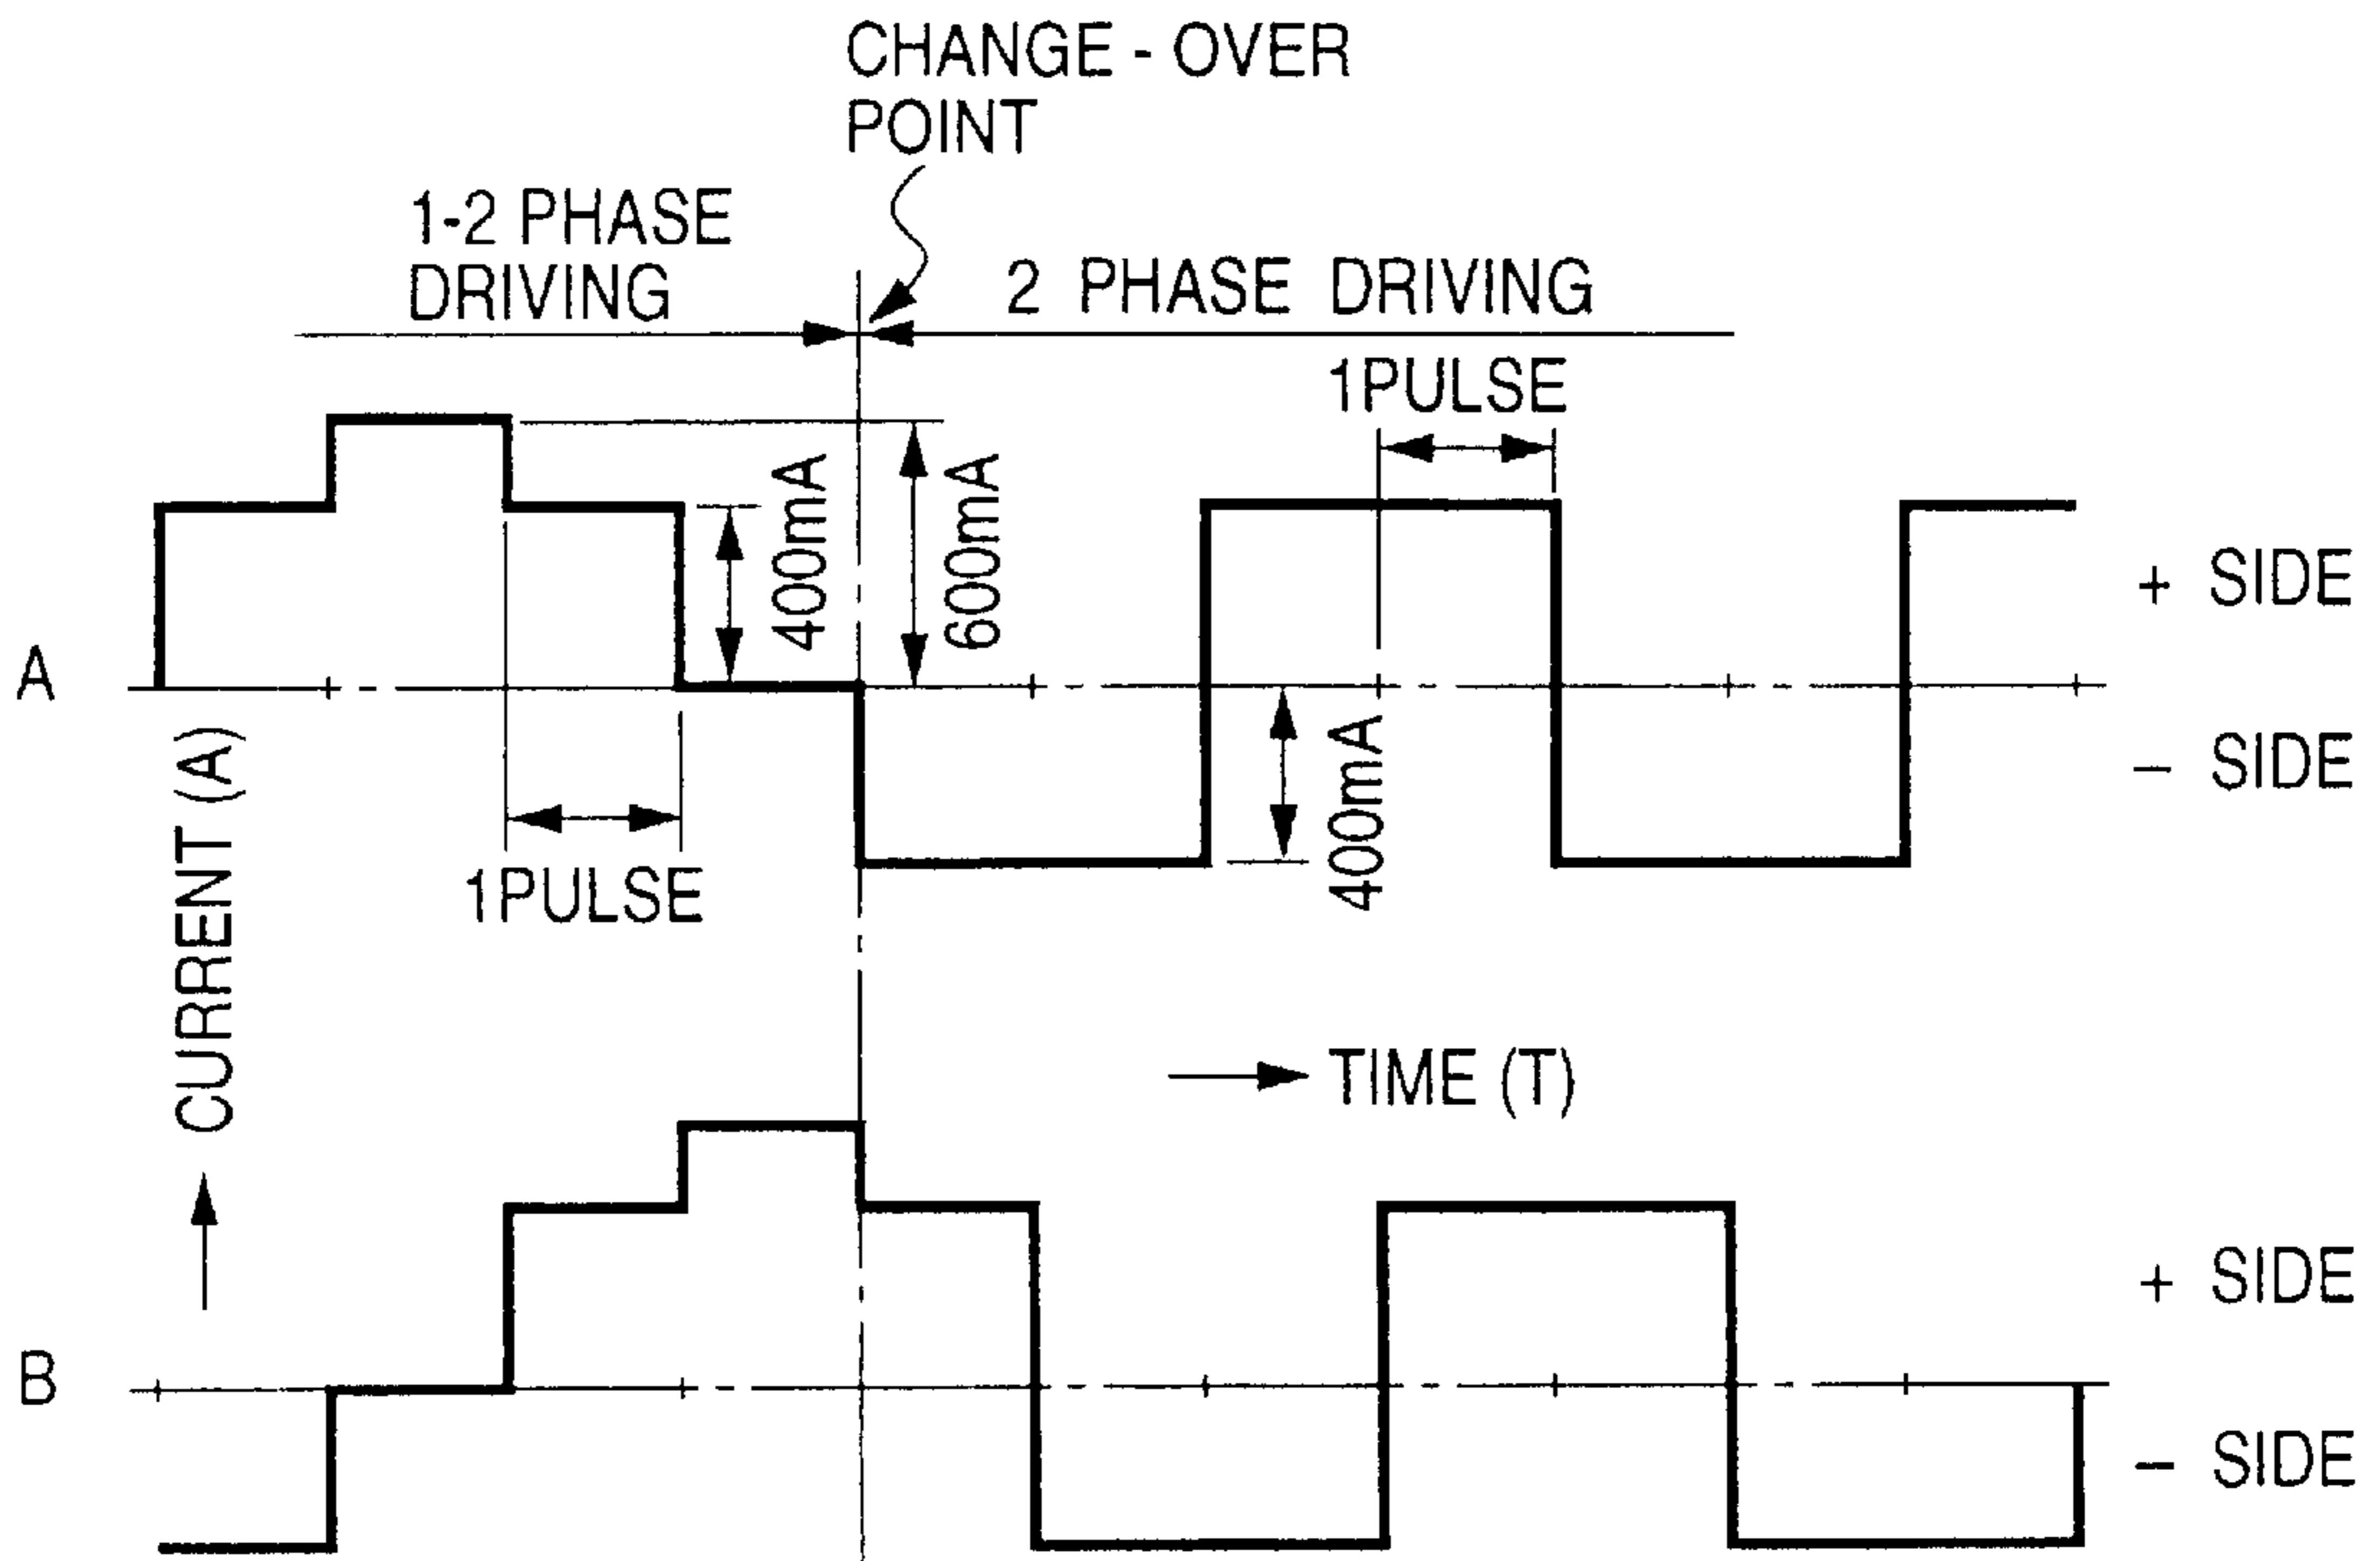 CHANGE - OVER
POINT
1-2 PHASE
DRIVING
2 PHASE DRIVING
1PULSE
400mA
600mA
+ SIDE
A
- SIDE
400mA
1PULSE
CURRENT (A)
TIME (T)
+ SIDE
B
- SIDE